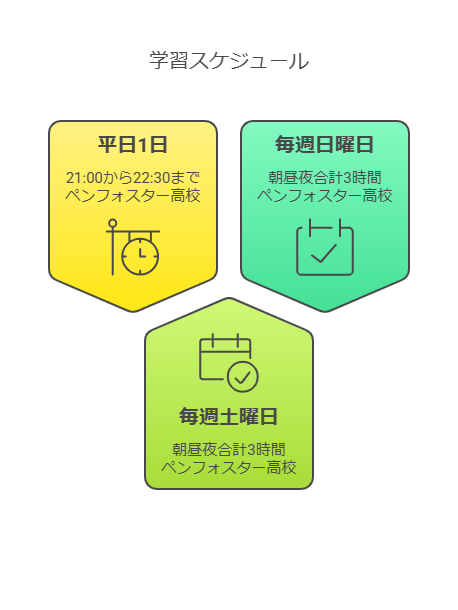 学習スケジュール
平日1日
21:00から22:30まで
ペンフォスター高校
毎週日曜日
朝昼夜合計3時間
ペンフォスター高校
毎週土曜日
朝昼夜合計3時間
ペンフォスター高校